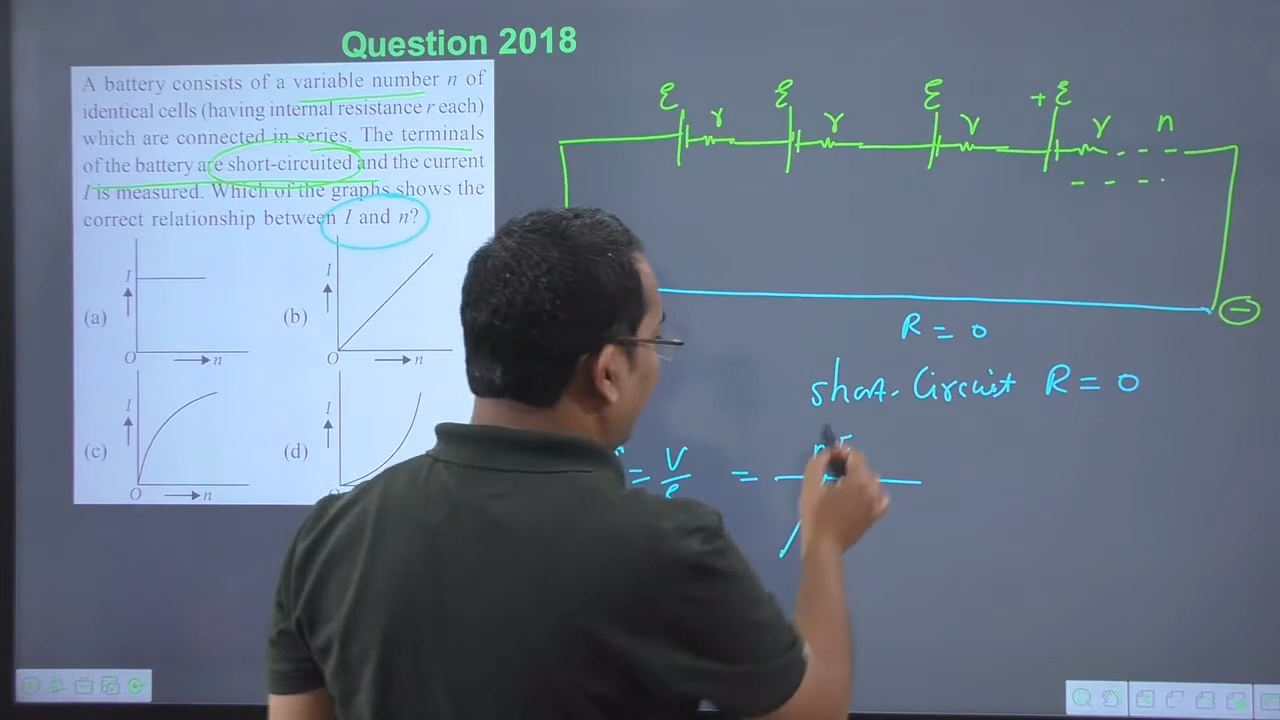 Question 2018
A battery consists of a variable number n of
identical cells (having internal resistance r each)
which are connected in series. The terminals
of the battery are short-circuited and the current
I is measured. Which of the graphs shows the
correct relationship between I and n?
(a) I O n
(b) I O n
(c) I O n
(d) I
ξ r ξ r ξ r + ξ r n
−
R = 0
short-Circuit R = 0
= V =